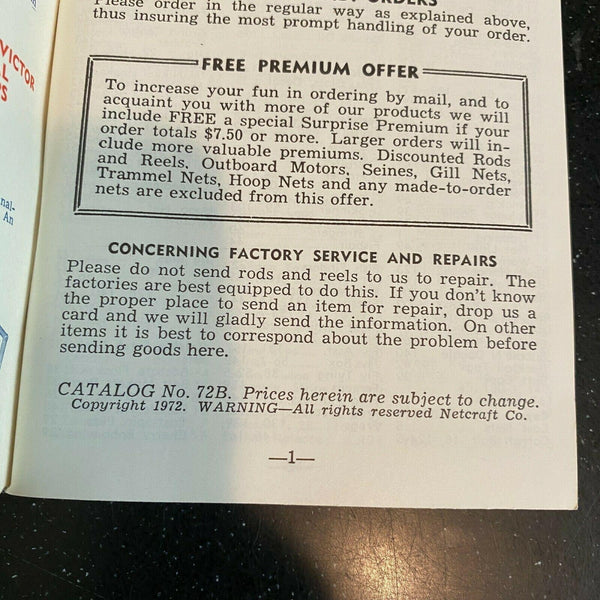 ORDERS
Please order in the regular way as explained above,
thus insuring the most prompt handling of your order.
FREE PREMIUM OFFER
To increase your fun in ordering by mail, and to
acquaint you with more of our products we will
include FREE a special Surprise Premium if your
order totals $7.50 or more. Larger orders will in-
clude more valuable premiums. Discounted Rods
and Reels, Outboard Motors, Seines, Gill Nets,
Trammel Nets, Hoop Nets and any made-to-order
nets are excluded from this offer.
CONCERNING FACTORY SERVICE AND REPAIRS
Please do not send rods and reels to us to repair. The
factories are best equipped to do this. If you don't know
the proper place to send an item for repair, drop us a
card and we will gladly send the information. On other
items it is best to correspond about the problem before
sending goods here.
CATALOG No. 72B. Prices herein are subject to change.
Copyright 1972. WARNING—All rights reserved Netcraft Co.
—1—
VICTOR
nal-
An